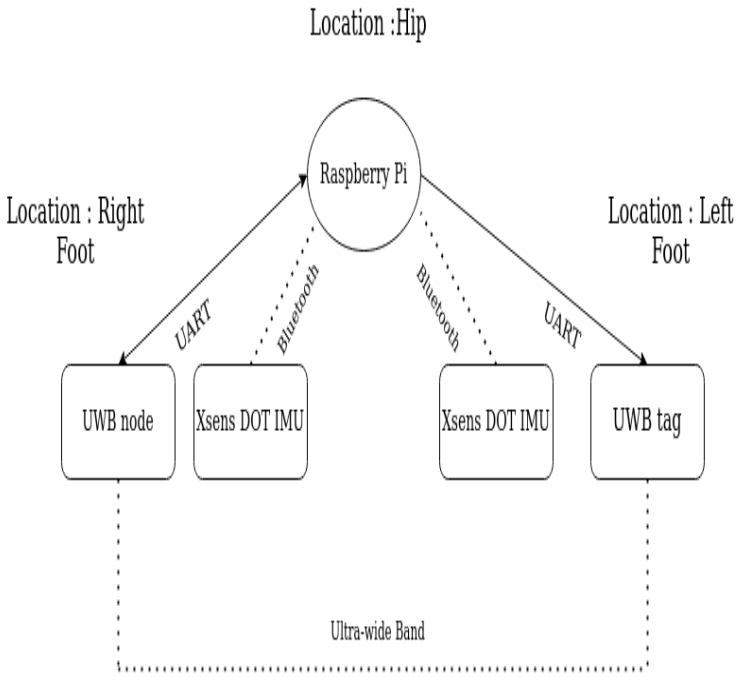 Location :Hip
Raspberry Pi
Location : Right
Foot
Location : Left
Foot
UART
Bluetooth
Bluetooth
UART
UWB node
Xsens DOT IMU
Xsens DOT IMU
UWB tag
Ultra-wide Band